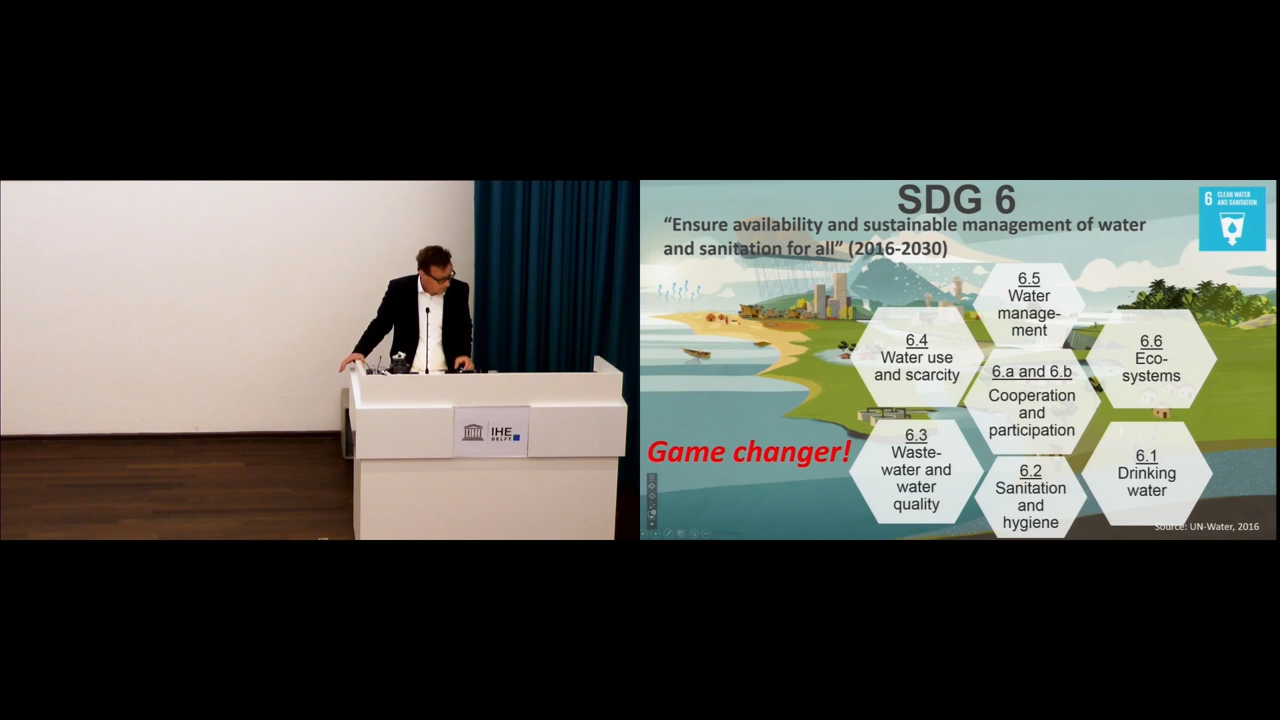 IHE
DELFT
SDG 6
“Ensure availability and sustainable management of water
and sanitation for all” (2016-2030)
6 CLEAN WATER
AND SANITATION
6.5
Water
manage-
ment
6.4
Water use
and scarcity
6.6
Eco-
systems
6.a and 6.b
Cooperation
and
participation
Game changer!
6.3
Waste-
water and
water
quality
6.2
Sanitation
and
hygiene
6.1
Drinking
water
Source: UN-Water, 2016